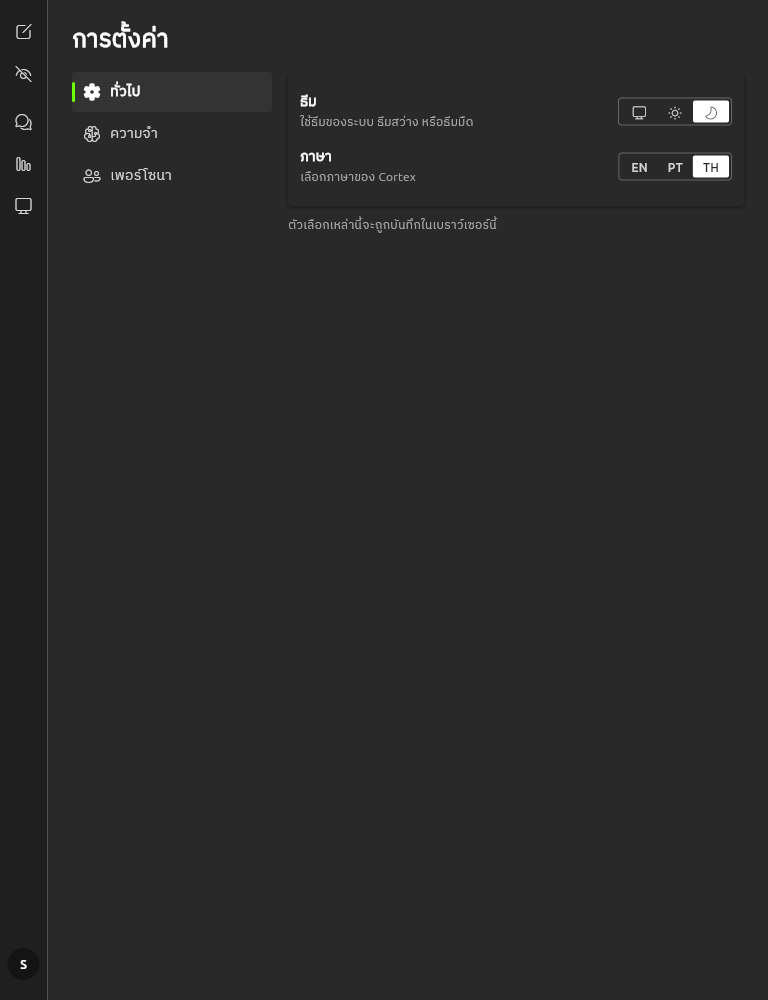 การตั้งค่า
ทั่วไป
ความจำ
เพอร์โซนา
ธีม
ใช้ธีมของระบบ ธีมสว่าง หรือธีมมืด
ภาษา
เลือกภาษาของ Cortex
EN PT TH
ตัวเลือกเหล่านี้จะถูกบันทึกในเบราว์เซอร์นี้
S